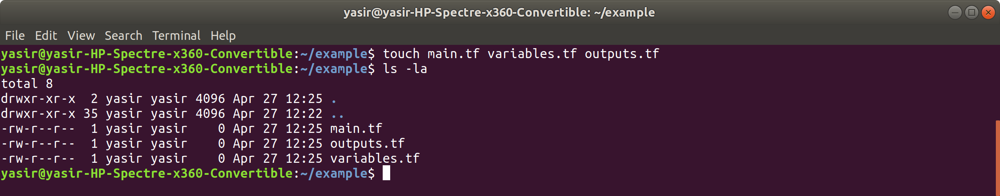 yasir@yasir-HP-Spectre-x360-Convertible: ~/example
File Edit View Search Terminal Help
yasir@yasir-HP-Spectre-x360-Convertible:~/example$ touch main.tf variables.tf outputs.tf
yasir@yasir-HP-Spectre-x360-Convertible:~/example$ ls -la
total 8
drwxr-xr-x  2 yasir yasir 4096 Apr 27 12:25 .
drwxr-xr-x 35 yasir yasir 4096 Apr 27 12:22 ..
-rw-r--r--  1 yasir yasir    0 Apr 27 12:25 main.tf
-rw-r--r--  1 yasir yasir    0 Apr 27 12:25 outputs.tf
-rw-r--r--  1 yasir yasir    0 Apr 27 12:25 variables.tf
yasir@yasir-HP-Spectre-x360-Convertible:~/example$